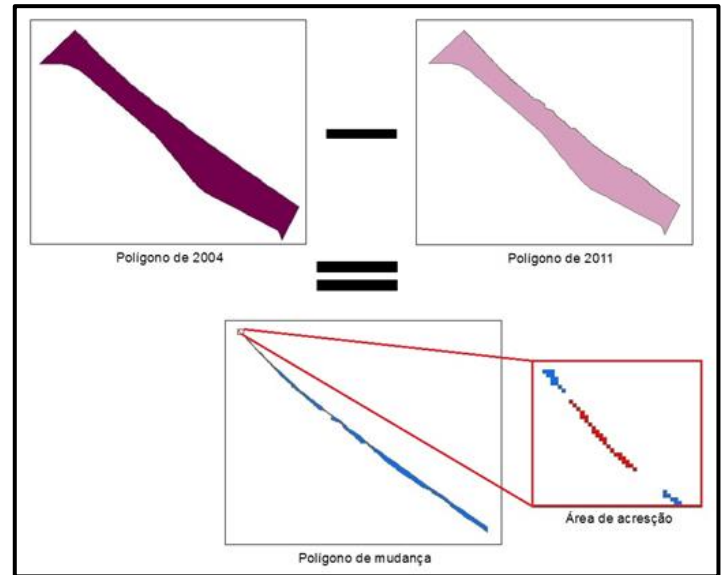 Polígono de 2004
Polígono de 2011
Área de acresção
Polígono de mudança